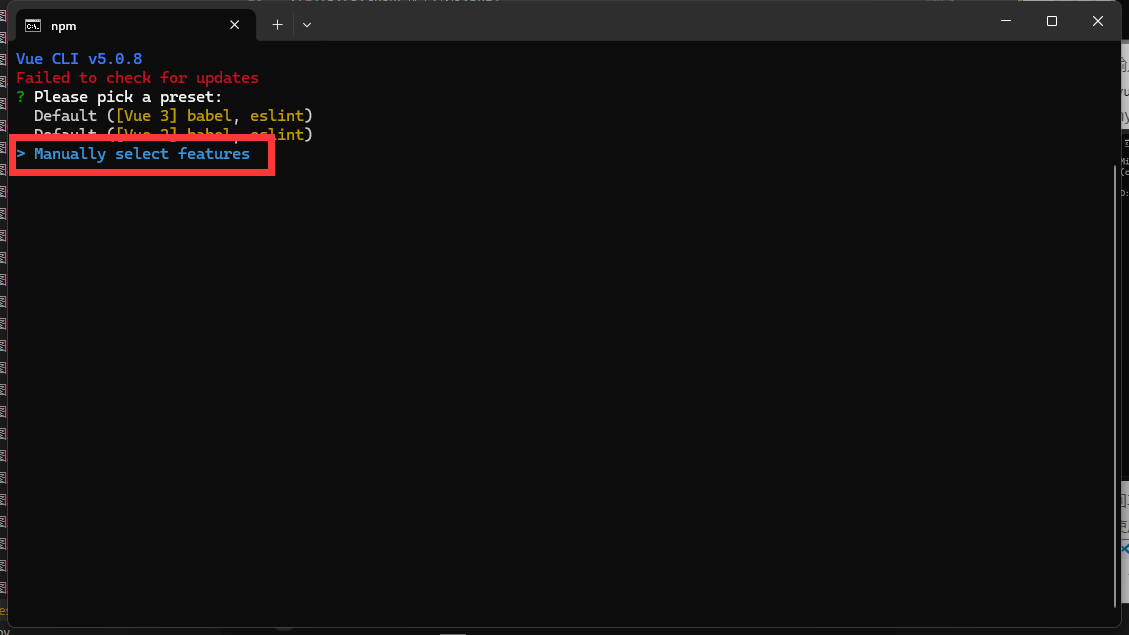 npm
Vue CLI v5.0.8
Failed to check for updates
? Please pick a preset:
Default ([Vue 3] babel, eslint)
Default ([Vue 2] babel, eslint)
> Manually select features